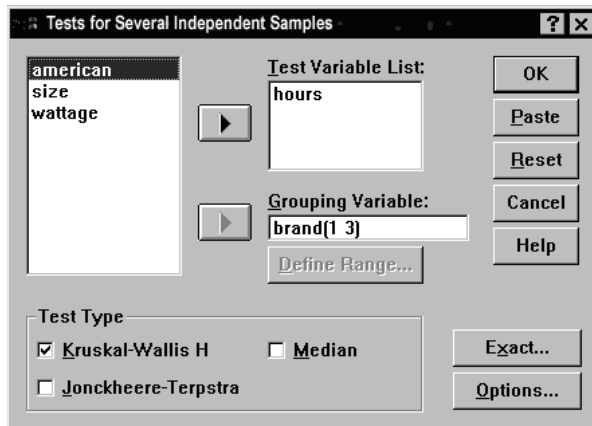 Tests for Several Independent Samples
american
size
wattage
Test Variable List:
hours
Grouping Variable:
brand(1 3)
Define Range...
OK
Paste
Reset
Cancel
Help
Test Type
Kruskal-Wallis H
Median
Jonckheere-Terpstra
Exact...
Options...